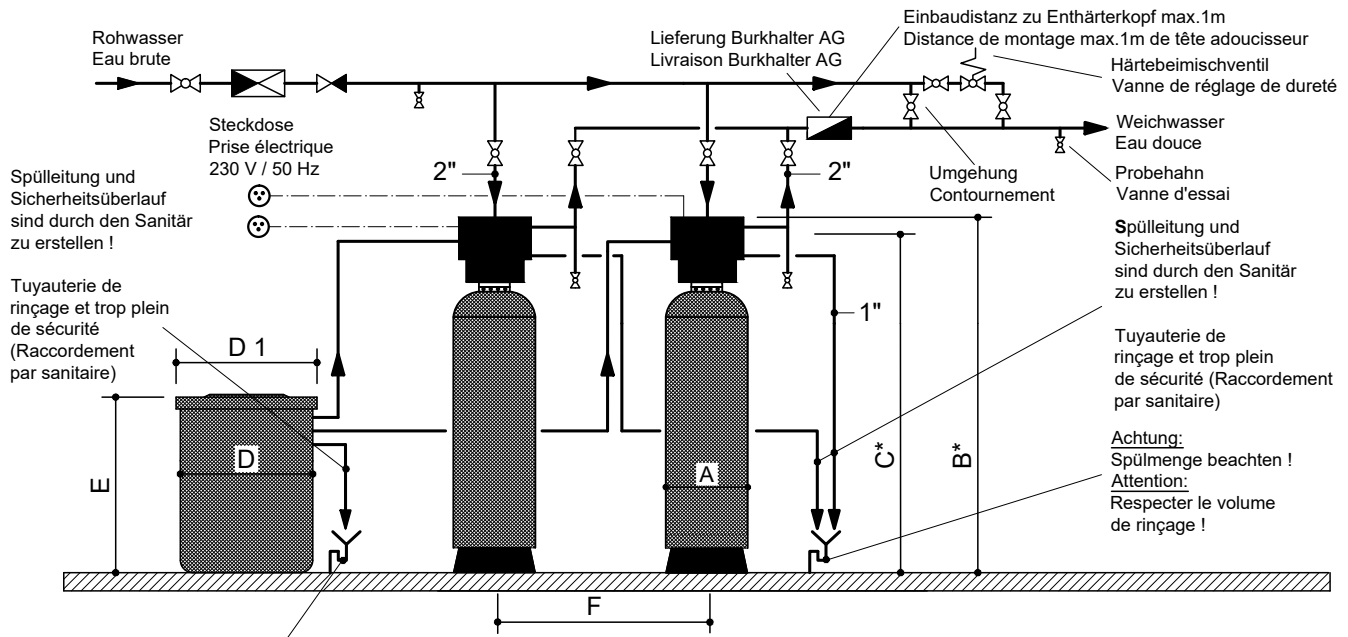 Rohwasser
Eau brute
Lieferung Burkhalter AG
Livraison Burkhalter AG
Einbaudistanz zu Enthärterkopf max.1m
Distance de montage max.1m de tête adoucisseur
Härtebeimischventil
Vanne de réglage de dureté
Steckdose
Prise électrique
230 V / 50 Hz
Weichwasser
Eau douce
Umgehung
Contournement
Probehahn
Vanne d'essai
2"
2"
Spülleitung und
Sicherheitsüberlauf
sind durch den Sanitär
zu erstellen !
Tuyauterie de
rinçage et trop plein
de sécurité
(Raccordement
par sanitaire)
Spülleitung und
Sicherheitsüberlauf
sind durch den Sanitär
zu erstellen !
1"
Tuyauterie de
rinçage et trop plein
de sécurité (Raccordement
par sanitaire)
Achtung:
Spülmenge beachten !
Attention:
Respecter le volume
de rinçage !
D 1
D
E
A
C*
B*
F